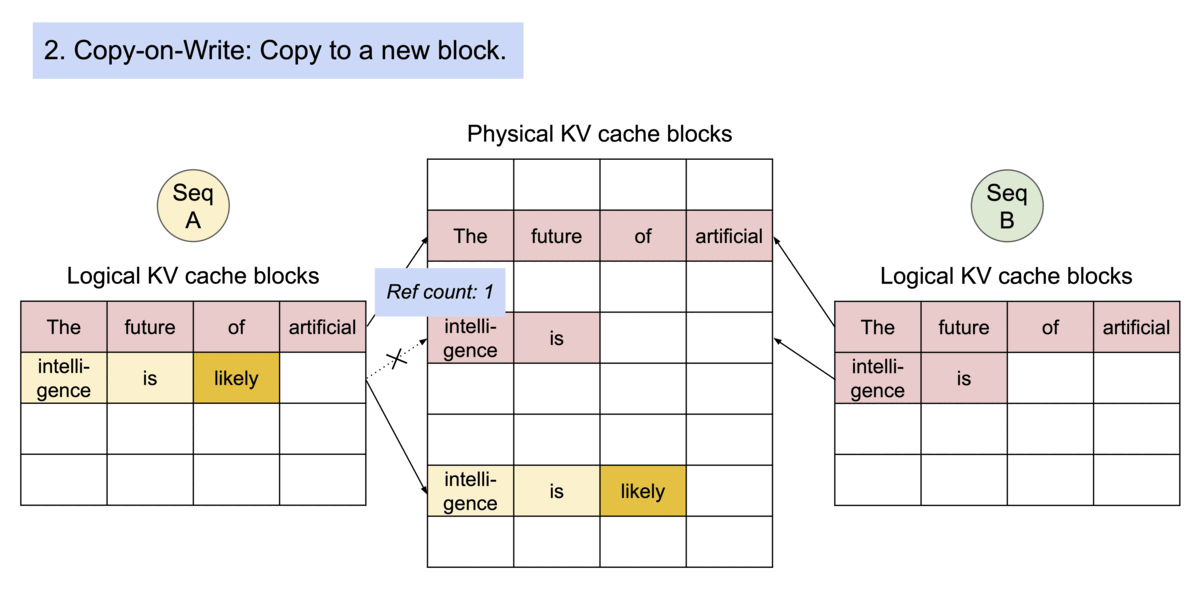 2. Copy-on-Write: Copy to a new block.
Physical KV cache blocks
Seq
A
Seq
B
Logical KV cache blocks
Logical KV cache blocks
The future of artificial
Ref count: 1
The future of artificial
intelli-
gence is
The future of artificial
intelli-
gence is likely
intelli-
gence is
intelli-
gence is likely